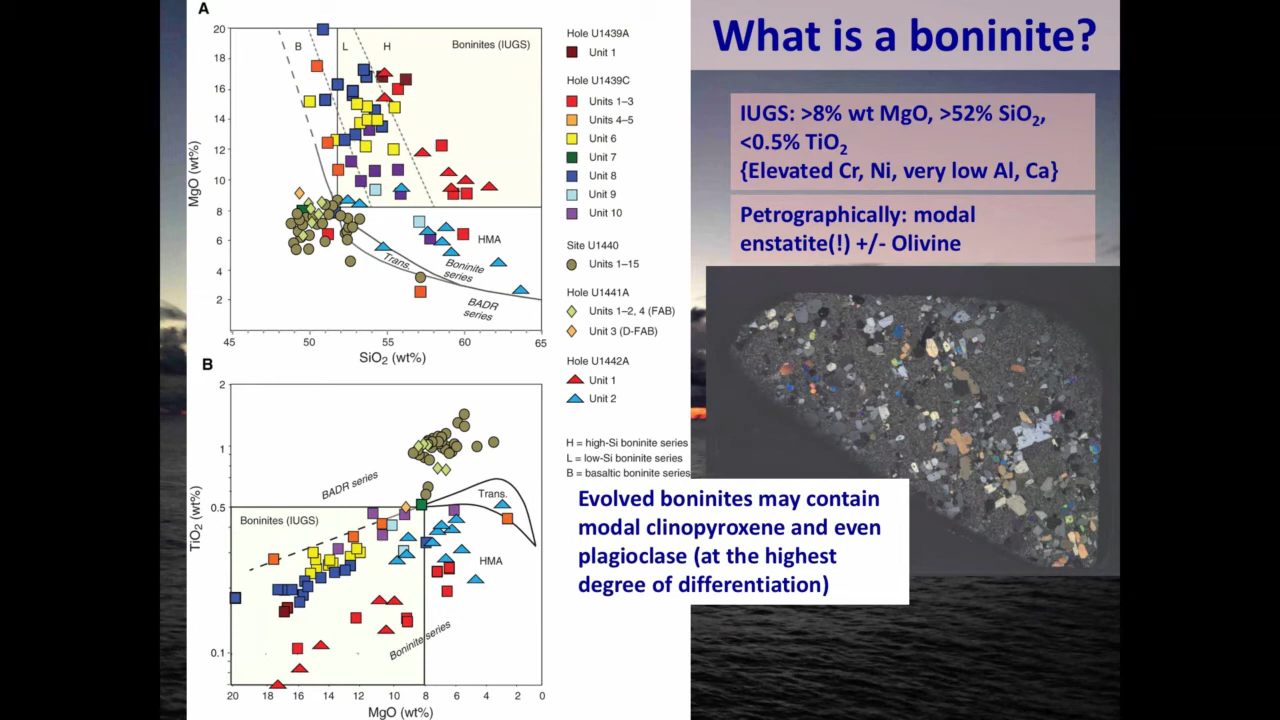 What is a boninite?
IUGS: >8% wt MgO, >52% SiO2,
<0.5% TiO2
{Elevated Cr, Ni, very low Al, Ca}
Petrographically: modal
enstatite(!) +/- Olivine
Evolved boninites may contain
modal clinopyroxene and even
plagioclase (at the highest
degree of differentiation)
A
20
18
16
14
12
10
8
6
4
2
MgO (wt%)
B
L
H
Boninites (IUGS)
HMA
Trans.
Boninite
series
BADR
series
45
50
55
60
65
SiO2 (wt%)
Hole U1439A
Unit 1
Hole U1439C
Units 1–3
Units 4–5
Unit 6
Unit 7
Unit 8
Unit 9
Unit 10
Site U1440
Units 1–15
Hole U1441A
Units 1–2, 4 (FAB)
Unit 3 (D-FAB)
Hole U1442A
Unit 1
Unit 2
H = high-Si boninite series
L = low-Si boninite series
B = basaltic boninite series
B
2
1
0.5
0.1
TiO2 (wt%)
BADR series
Trans.
Boninites (IUGS)
HMA
Boninite series
20
18
16
14
12
10
8
6
4
2
0
MgO (wt%)